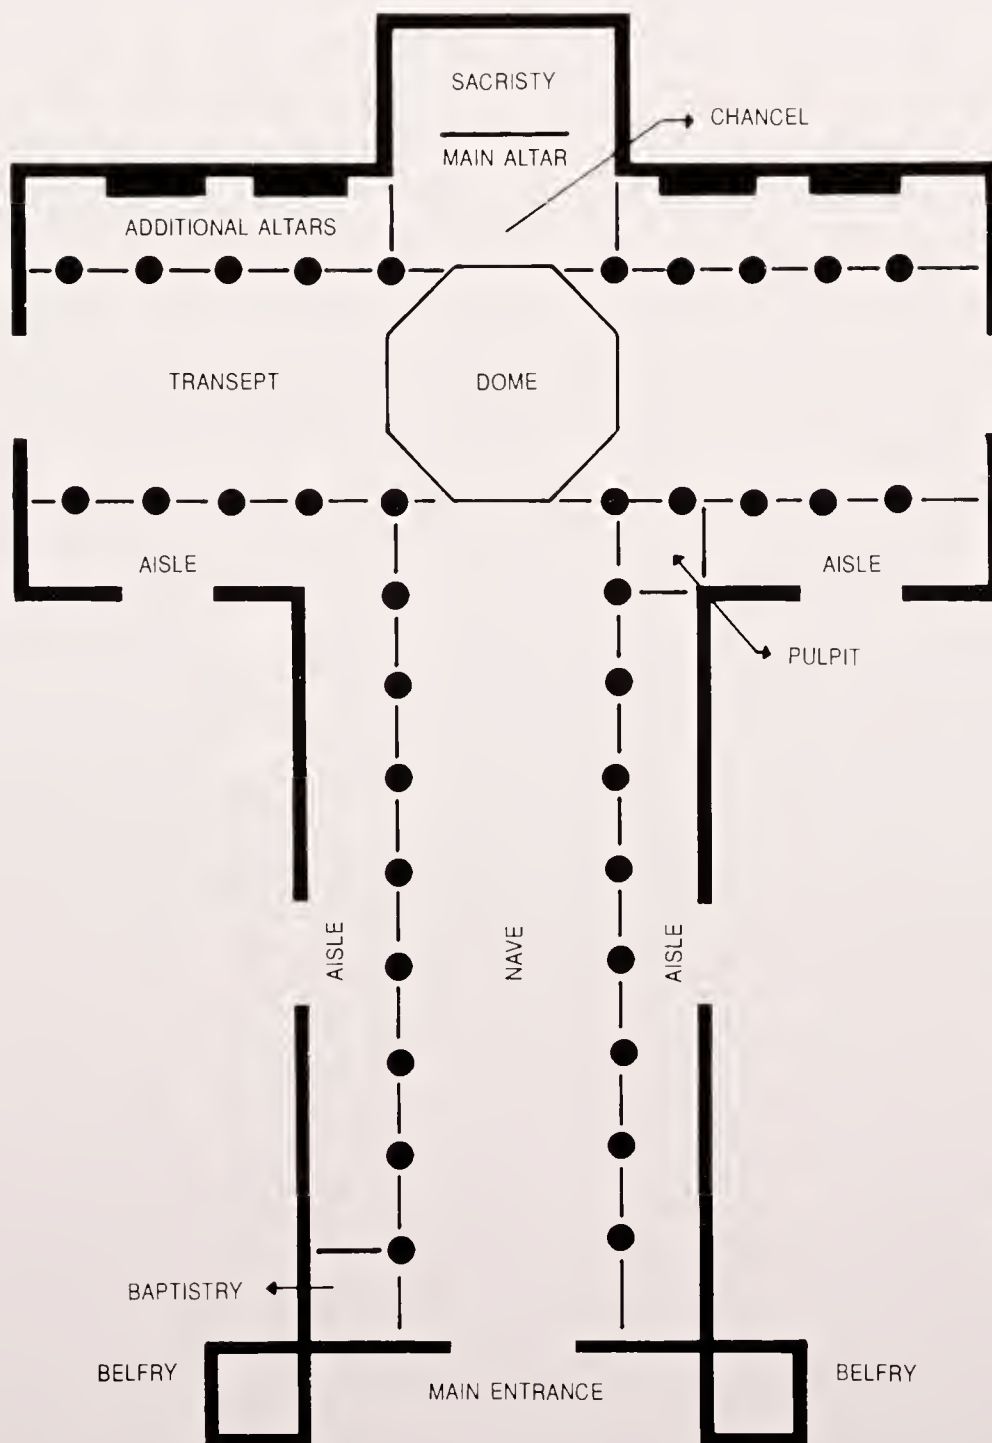 SACRISTY
CHANCEL
MAIN ALTAR
ADDITIONAL ALTARS
TRANSEPT
DOME
AISLE
AISLE
PULPIT
AISLE
NAVE
AISLE
BAPTISTRY
BELFRY
MAIN ENTRANCE
BELFRY